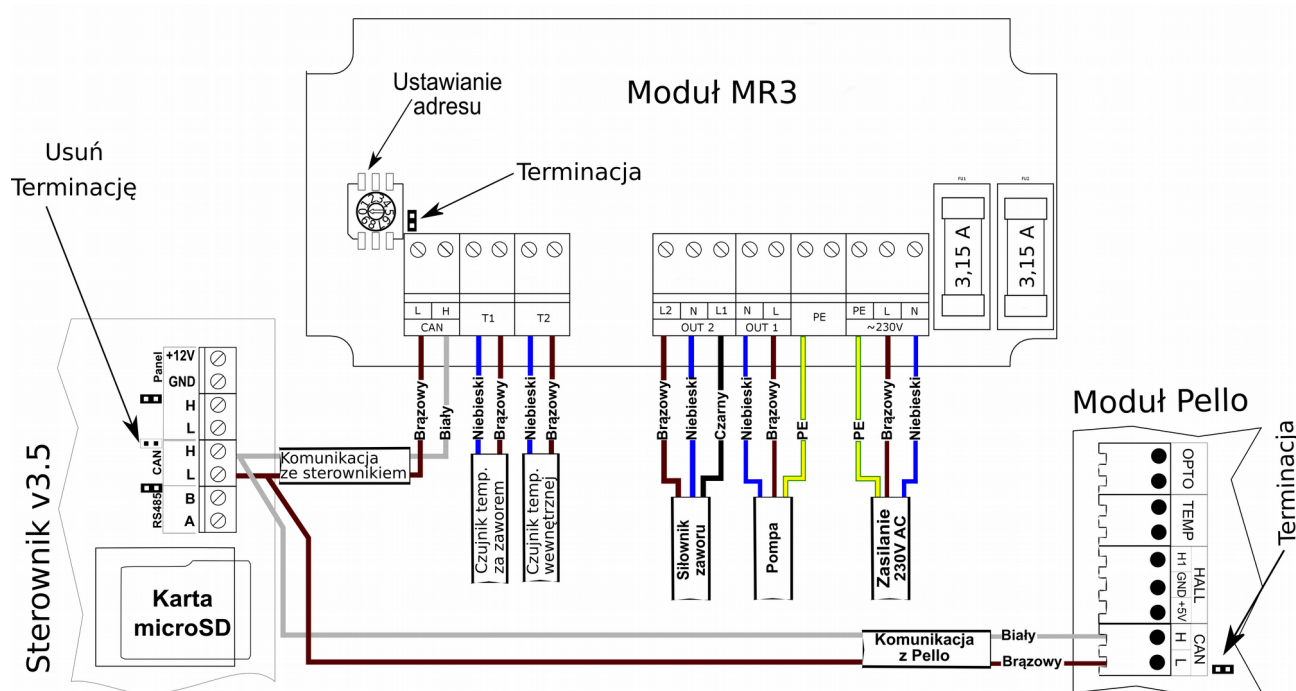 Moduł MR3
Ustawianie
adresu
Terminacja
Usuń
Terminację
FU1
FU2
3,15 A
3,15 A
L H
CAN
T1
T2
L2 N L1
OUT 2
N L
OUT 1
PE
PE L N
~230V
Brązowy
Biały
Niebieski
Brązowy
Niebieski
Brązowy
Brązowy
Niebieski
Czarny
Niebieski
Brązowy
PE
PE
Brązowy
Niebieski
Sterownik v3.5
Panel
+12V
GND
H
L
CAN
H
L
RS485
B
A
Komunikacja
ze sterownikiem
Czujnik temp.
za zaworem
Czujnik temp.
wewnętrznej
Siłownik
zaworu
Pompa
Zasilanie
230V AC
Karta
microSD
Komunikacja
z Pello
Biały
Brązowy
Moduł Pello
OPTO
TEMP
H1 GND +5V
HALL
H L
CAN
Terminacja